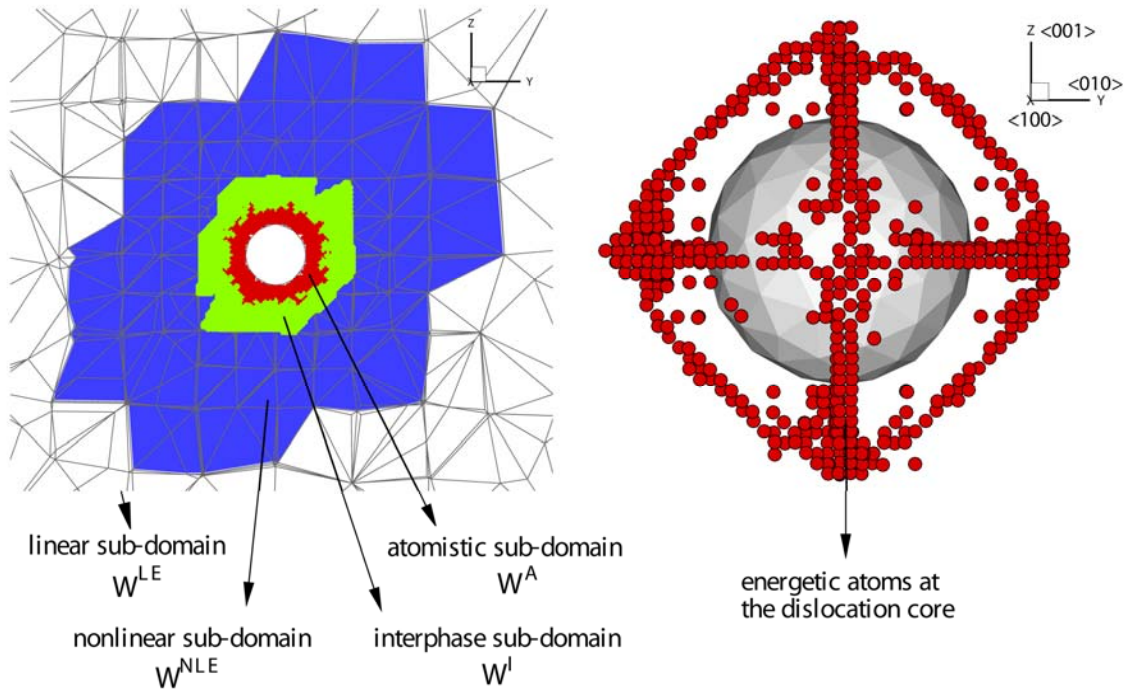 Z
X
Y
Z
<001>
<010>
X
Y
<100>
linear sub-domain
W^LE
atomistic sub-domain
W^A
nonlinear sub-domain
W^NLE
interphase sub-domain
W^I
energetic atoms at
the dislocation core